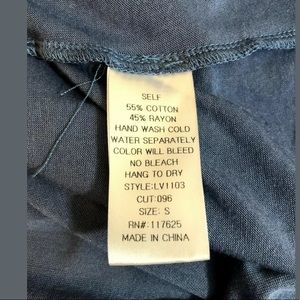 SELF
55% COTTON
45% RAYON
HAND WASH COLD
WATER SEPARATELY
COLOR WILL BLEED
NO BLEACH
HANG TO DRY
STYLE:LV1103
CUT:096
SIZE: S
RN#:117625
MADE IN CHINA